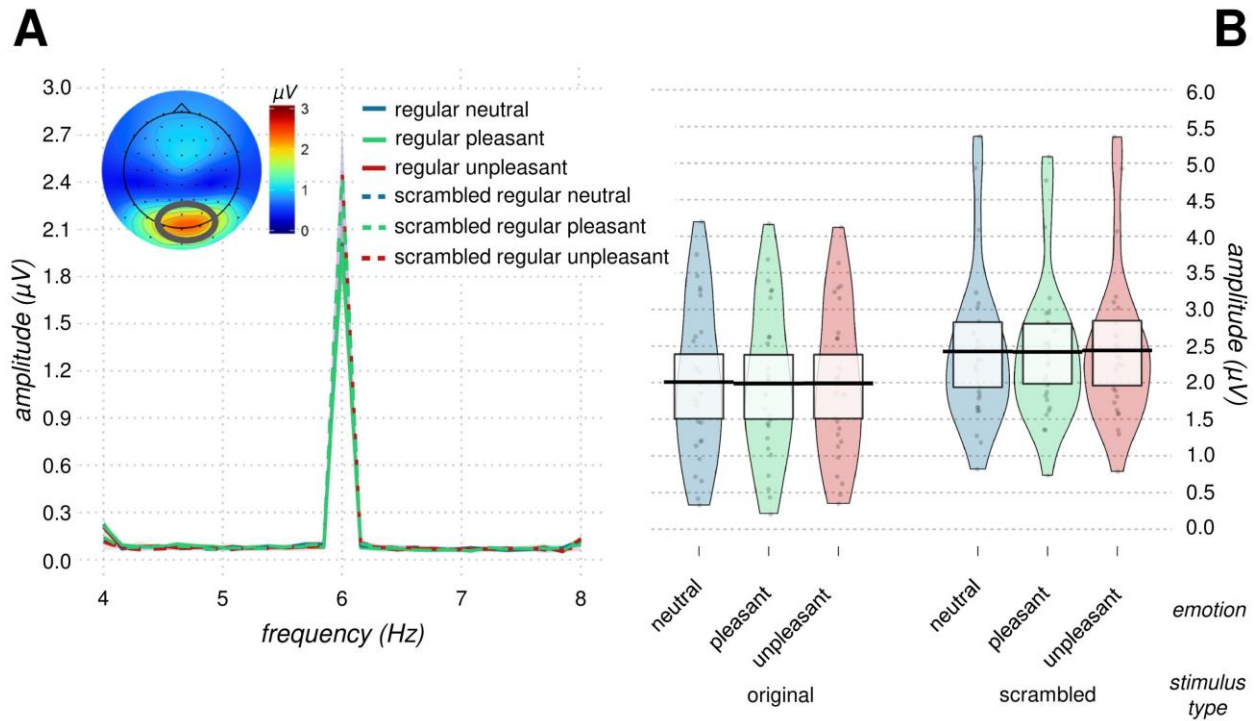 A
B
3.0
2.7
2.4
2.1
1.8
1.5
1.2
0.9
0.6
0.3
0.0
amplitude (μV)
4 5 6 7 8
frequency (Hz)
μV
3
2
1
0
regular neutral
regular pleasant
regular unpleasant
scrambled regular neutral
scrambled regular pleasant
scrambled regular unpleasant
6.0
5.5
5.0
4.5
4.0
3.5
3.0
2.5
2.0
1.5
1.0
0.5
0.0
amplitude (μV)
neutral pleasant unpleasant neutral pleasant unpleasant emotion
original scrambled stimulus
type